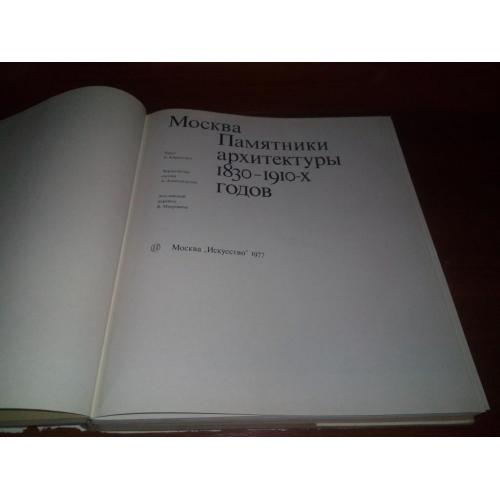 Москва
Памятники
архитектуры
1830–1910-х
годов
Москва „Искусство" 1977